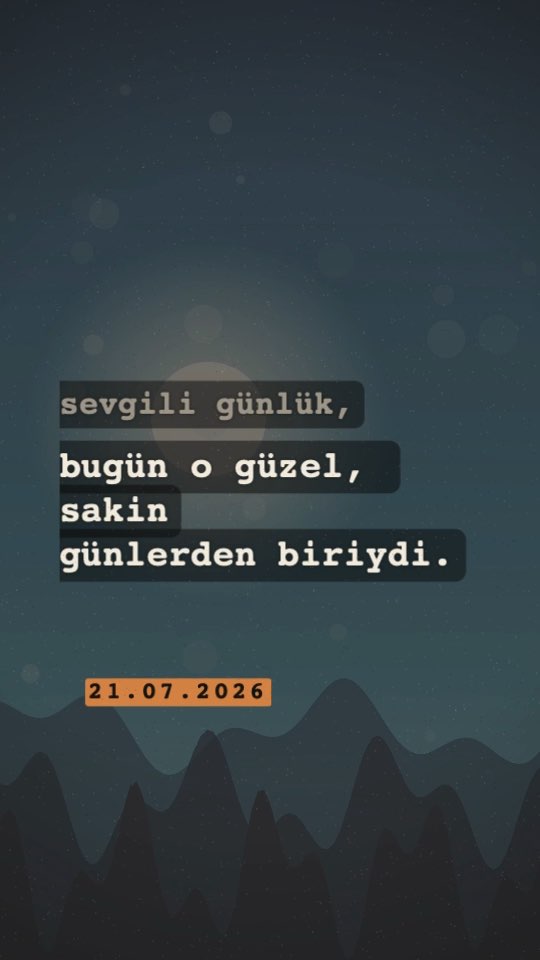 sevgili günlük,
bugün o güzel,
sakin
günlerden biriydi.
21.07.2026